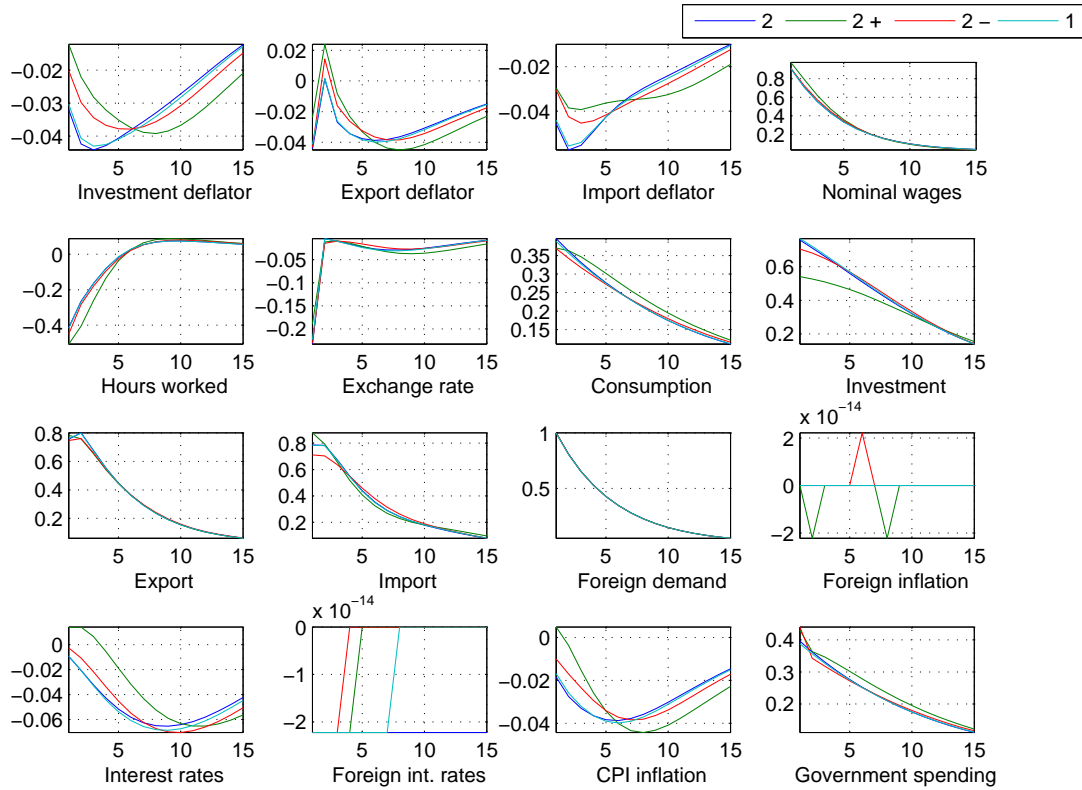 2 2 + 2 − 1
−0.02 −0.03 −0.04
5 10 15
Investment deflator
0.02 0 −0.02 −0.04
5 10 15
Export deflator
−0.02 −0.04
5 10 15
Import deflator
0.8 0.6 0.4 0.2
5 10 15
Nominal wages
0 −0.2 −0.4
5 10 15
Hours worked
−0.05 −0.1 −0.15 −0.2
5 10 15
Exchange rate
0.35 0.3 0.25 0.2 0.15
5 10 15
Consumption
0.6 0.4 0.2
5 10 15
Investment
0.8 0.6 0.4 0.2
5 10 15
Export
0.8 0.6 0.4 0.2
5 10 15
Import
1 0.5
5 10 15
Foreign demand
x 10⁻¹⁴
2 0 −2
5 10 15
Foreign inflation
0 −0.02 −0.04 −0.06
5 10 15
Interest rates
x 10⁻¹⁴
0 −1 −2
5 10 15
Foreign int. rates
0 −0.02 −0.04
5 10 15
CPI inflation
0.4 0.3 0.2
5 10 15
Government spending